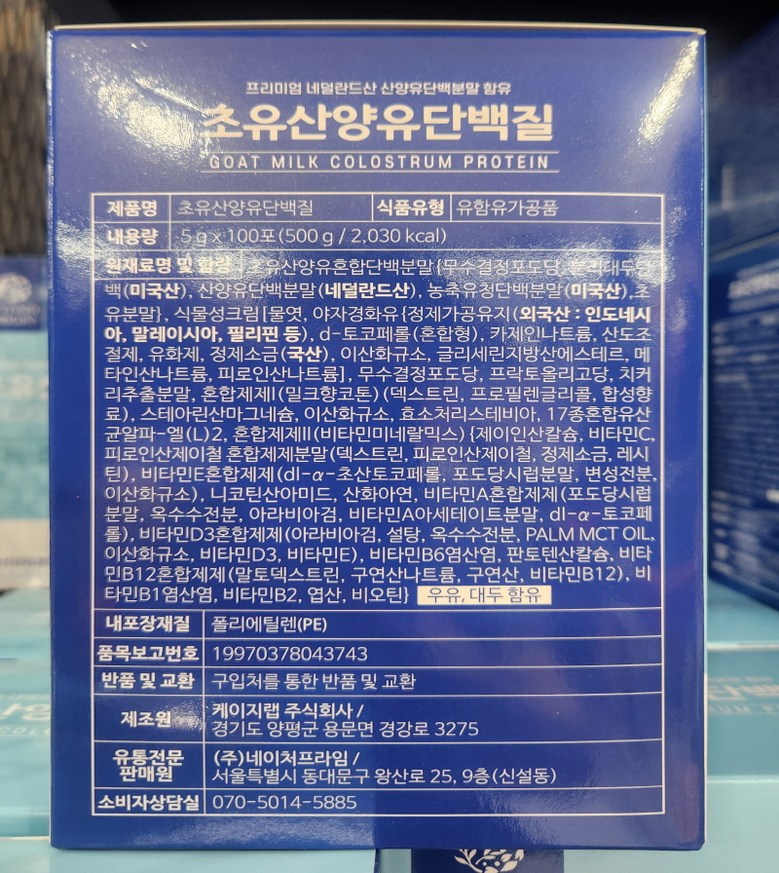 프리미엄 네덜란드산 산양유단백분말 함유
초유산양유단백질
GOAT MILK COLOSTRUM PROTEIN
제품명 초유산양유단백질 식품유형 유함유가공품
내용량 5 g x 100포(500 g / 2,030 kcal)
원재료명 및 함량 초유산양유혼합단백분말{무수결정포도당, 분리대두단
백(미국산), 산양유단백분말(네덜란드산), 농축유청단백분말(미국산),초
유분말}, 식물성크림[물엿, 야자경화유{정제가공유지(외국산 : 인도네시
아, 말레이시아, 필리핀 등), d-토코페롤(혼합형), 카제인나트륨, 산도조
절제, 유화제, 정제소금(국산), 이산화규소, 글리세린지방산에스테르, 메
타인산나트륨, 피로인산나트륨], 무수결정포도당, 프락토올리고당, 치커
리추출분말, 혼합제제I(밀크향코튼)(덱스트린, 프로필렌글리콜, 합성향
료), 스테아린산마그네슘, 이산화규소, 효소처리스테비아, 17종혼합유산
균알파-엘(L)2, 혼합제제II(비타민미네랄믹스){제이인산칼슘, 비타민C,
피로인산제이철 혼합제제분말(덱스트린, 피로인산제이철, 정제소금, 레시
틴), 비타민E혼합제제(dl-α-초산토코페롤, 포도당시럽분말, 변성전분,
이산화규소), 니코틴산아미드, 산화아연, 비타민A혼합제제(포도당시럽
분말, 옥수수전분, 아라비아검, 비타민A아세테이트분말, dl-α-토코페
롤), 비타민D3혼합제제(아라비아검, 설탕, 옥수수전분, PALM MCT OIL,
이산화규소, 비타민D3, 비타민E), 비타민B6염산염, 판토텐산칼슘, 비타
민B12혼합제제(말토덱스트린, 구연산나트륨, 구연산, 비타민B12), 비
타민B1염산염, 비타민B2, 엽산, 비오틴} 우유, 대두 함유
내포장재질 폴리에틸렌(PE)
품목보고번호 19970378043743
반품 및 교환 구입처를 통한 반품 및 교환
제조원 케이지랩 주식회사 /
경기도 양평군 용문면 경강로 3275
유통전문
판매원 (주)네이처프라임 /
서울특별시 동대문구 왕산로 25, 9층(신설동)
소비자상담실 070-5014-5885